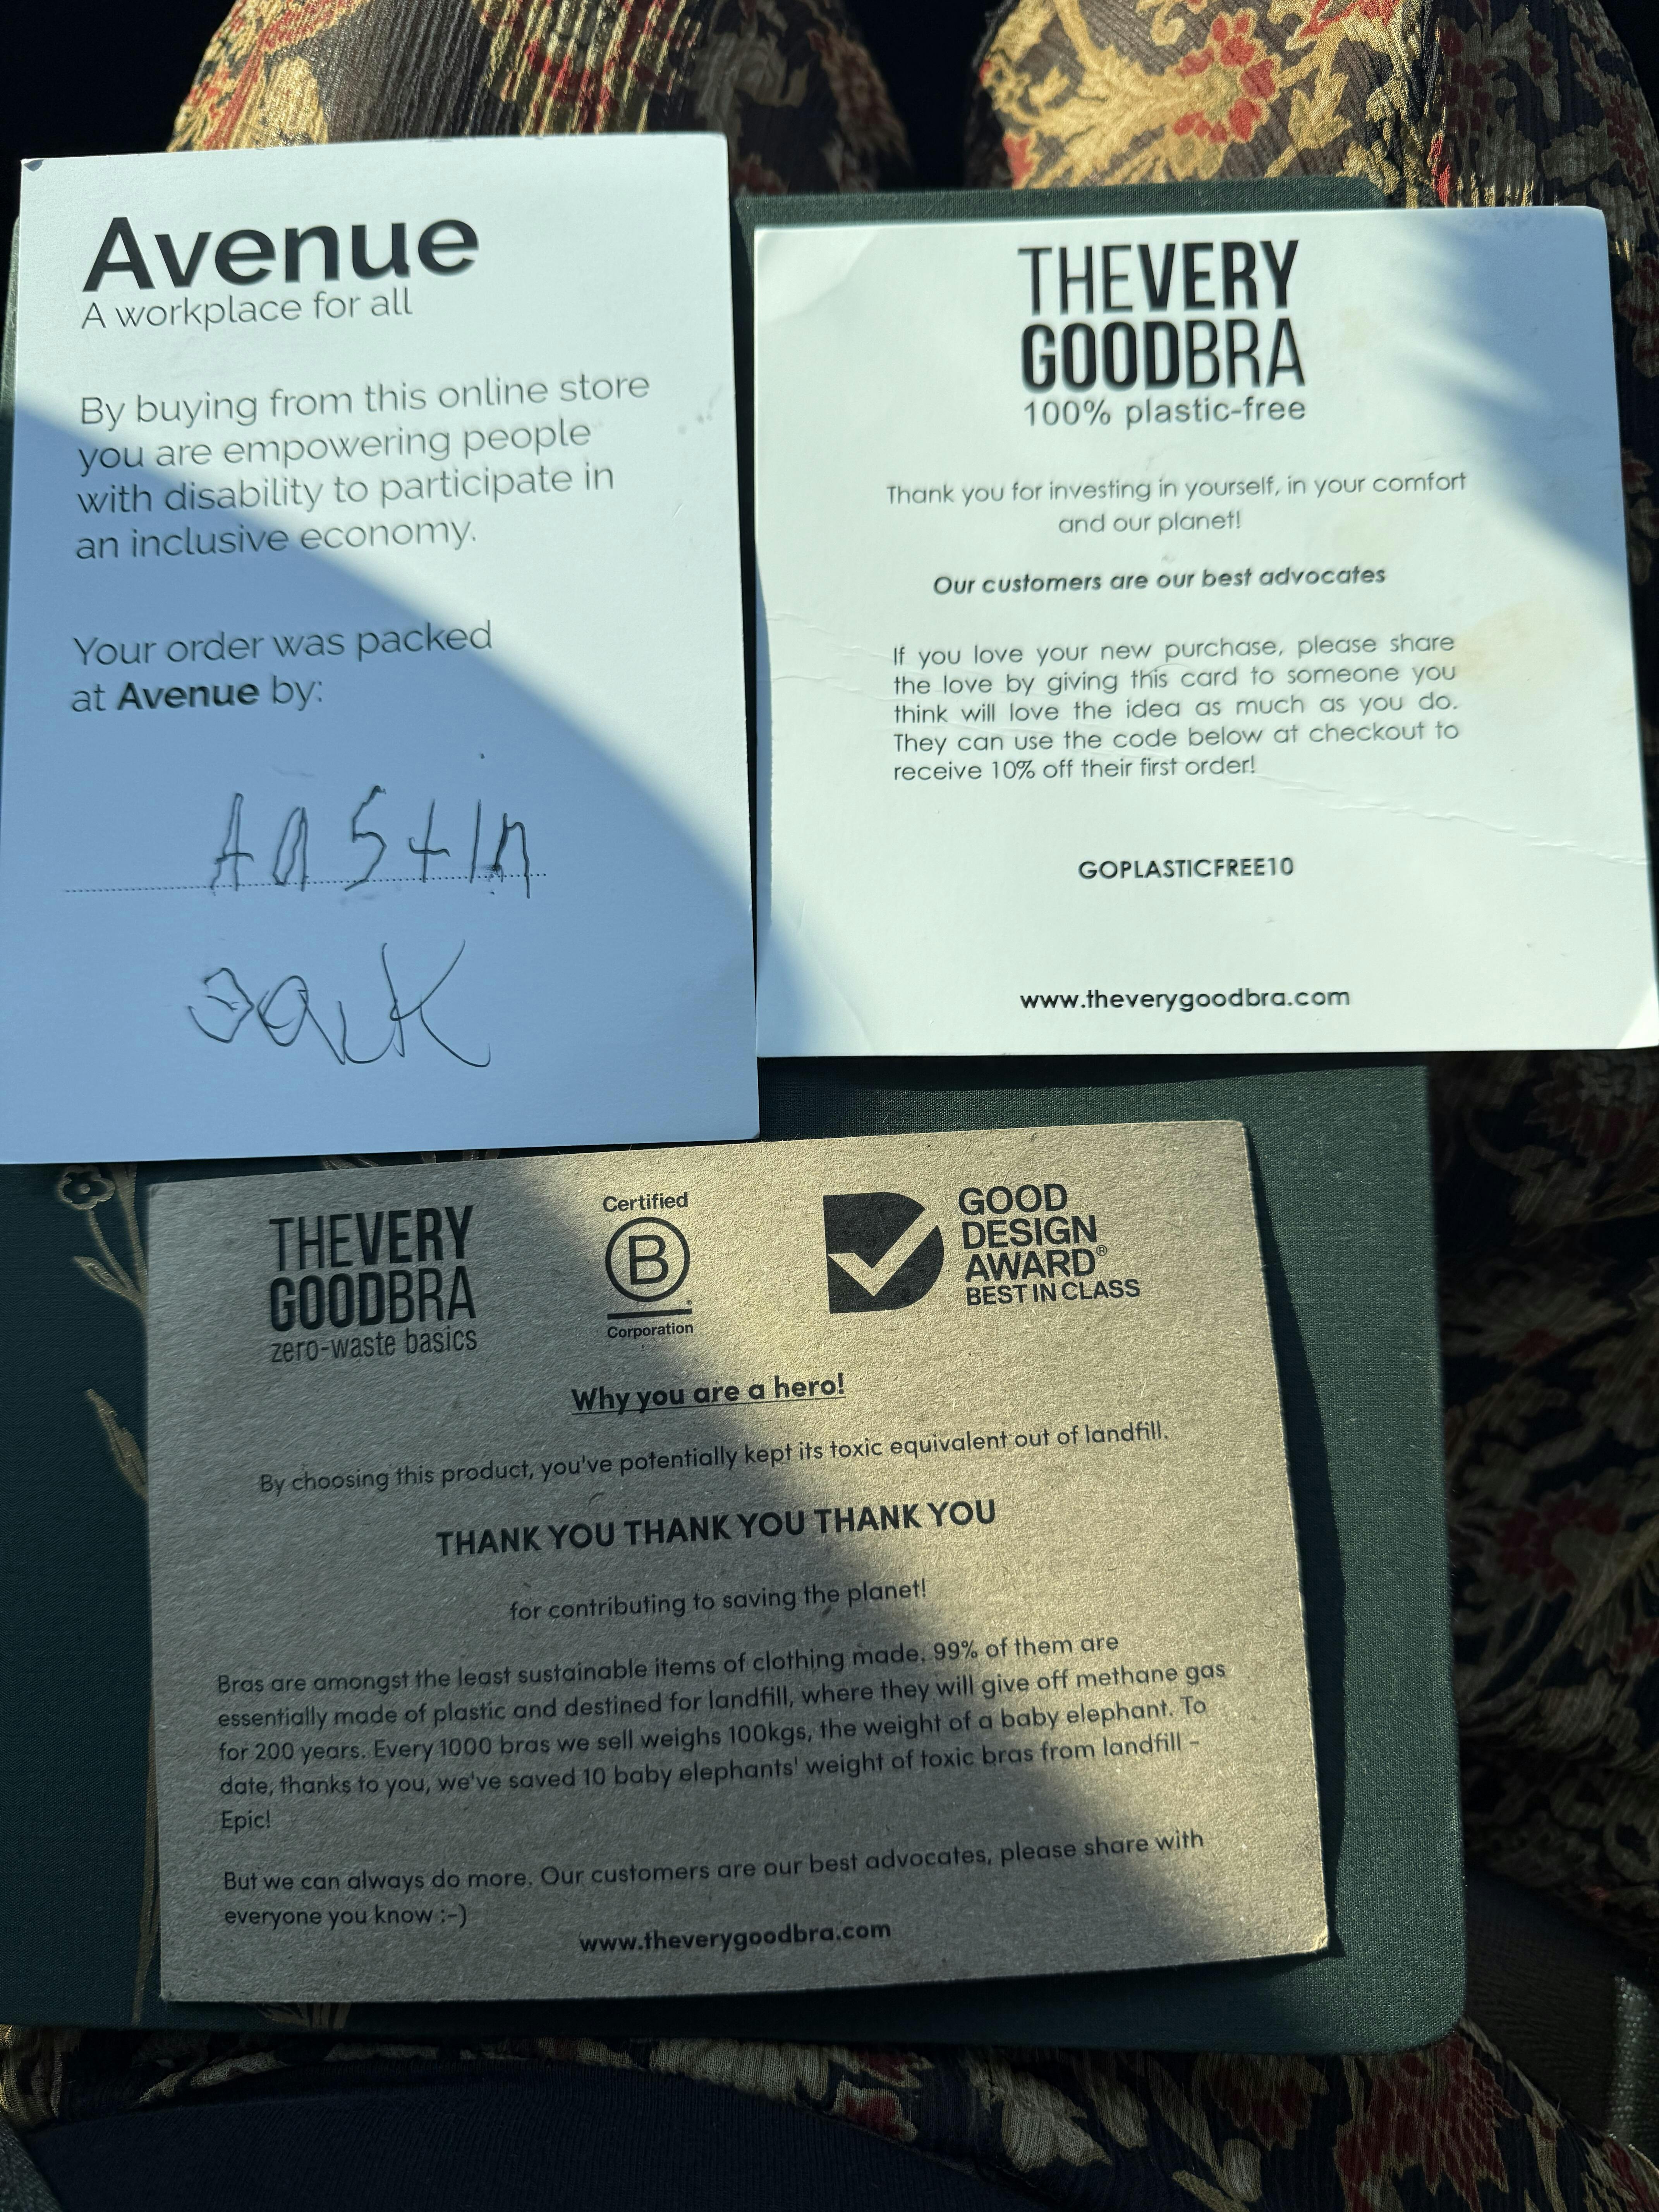 Avenue
A workplace for all
By buying from this online store
you are empowering people
with disability to participate in
an inclusive economy.
Your order was packed
at Avenue by:
Jack
THEVERY
GOODBRA
100% plastic-free
Thank you for investing in yourself, in your comfort
and our planet!
Our customers are our best advocates
If you love your new purchase, please share
the love by giving this card to someone you
think will love the idea as much as you do.
They can use the code below at checkout to
receive 10% off their first order!
GOPLASTICFREE10
www.theverygoodbra.com
THEVERY
GOODBRA
zero-waste basics
Certified
B
Corporation
GOOD
DESIGN
AWARD®
BEST IN CLASS
Why you are a hero!
By choosing this product, you've potentially kept its toxic equivalent out of landfill.
THANK YOU THANK YOU THANK YOU
for contributing to saving the planet!
Bras are amongst the least sustainable items of clothing made. 99% of them are
essentially made of plastic and destined for landfill, where they will give off methane gas
for 200 years. Every 1000 bras we sell weighs 100kgs, the weight of a baby elephant. To
date, thanks to you, we've saved 10 baby elephants' weight of toxic bras from landfill -
Epic!
But we can always do more. Our customers are our best advocates, please share with
everyone you know :-)
www.theverygoodbra.com